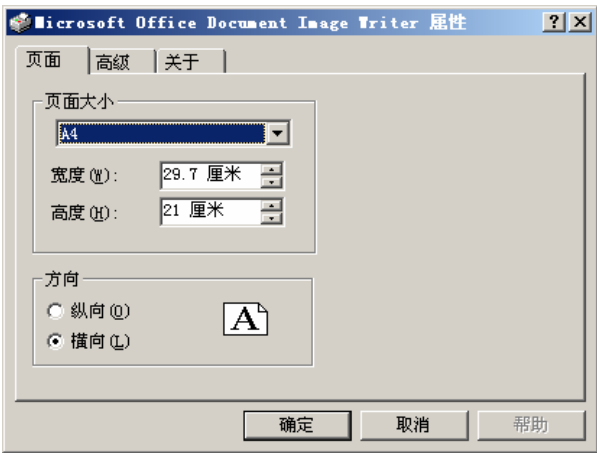 Microsoft Office Document Image Writer 属性
页面 高级 关于
页面大小
A4
宽度(W): 29.7 厘米
高度(H): 21 厘米
方向
纵向(O)
横向(L)
A
确定 取消 帮助